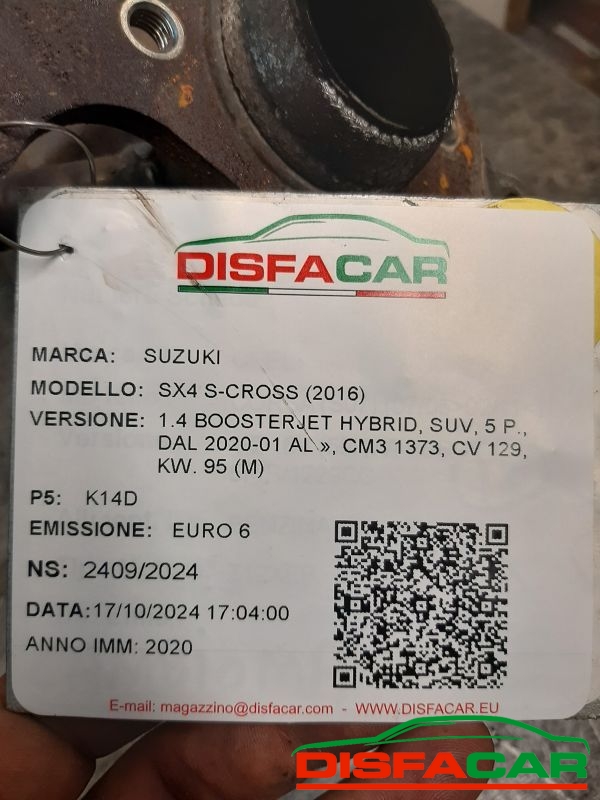 DISFACAR
MARCA: SUZUKI
MODELLO: SX4 S-CROSS (2016)
VERSIONE: 1.4 BOOSTERJET HYBRID, SUV, 5 P.,
DAL 2020-01 AL », CM3 1373, CV 129,
KW. 95 (M)
P5: K14D
EMISSIONE: EURO 6
NS: 2409/2024
DATA:17/10/2024 17:04:00
ANNO IMM: 2020
E-mail: magazzino@disfacar.com - WWW.DISFACAR.EU
DISFACAR